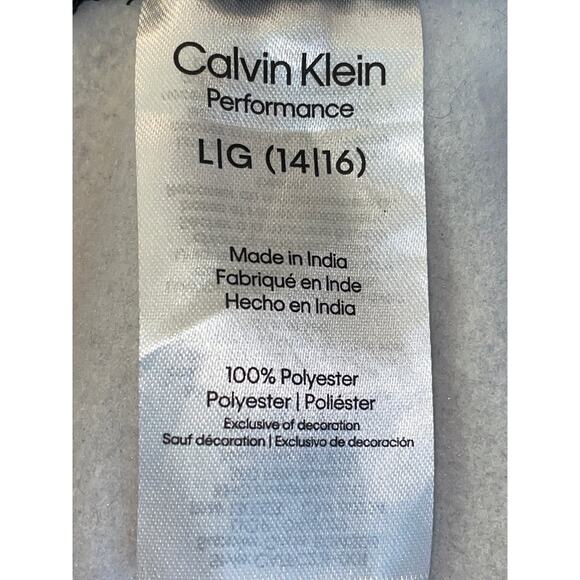 Calvin Klein
Performance
L|G (14|16)
Made in India
Fabriqué en Inde
Hecho en India
100% Polyester
Polyester | Poliéster
Exclusive of decoration
Sauf décoration | Exclusivo de decoración